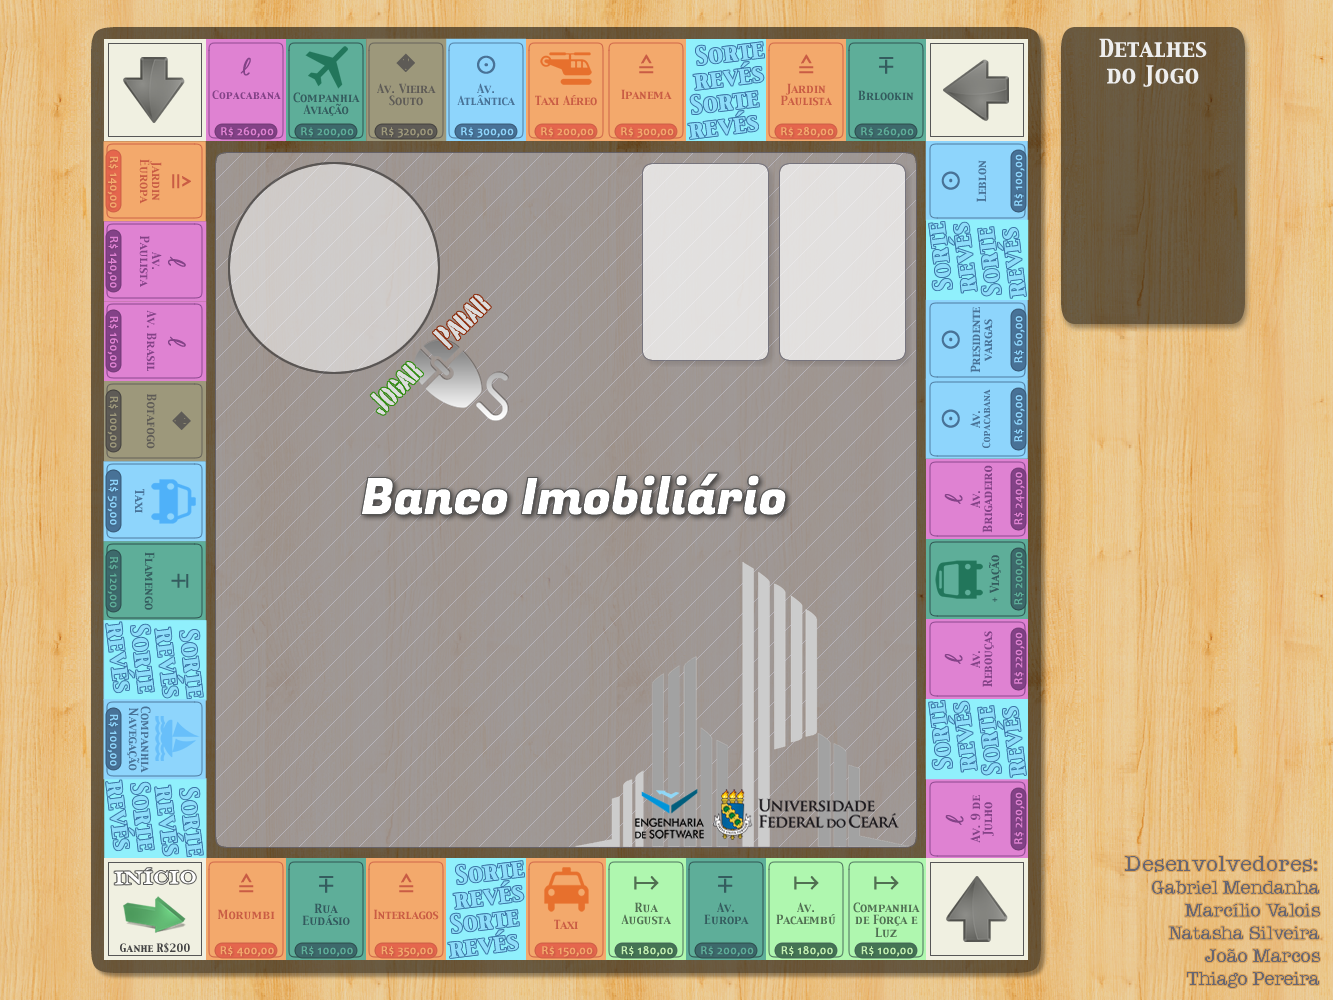 Copacabana
R$ 260,00
Companhia
Aviação
R$ 200,00
Av. Vieira
Souto
R$ 320,00
Av.
Atlântica
R$ 300,00
Taxi Aéreo
R$ 200,00
Ipanema
R$ 300,00
Sorte
Revés
Sorte
Revés
Jardin
Paulista
R$ 280,00
Brlookin
R$ 260,00
Detalhes
do Jogo
Jardin
Europa
R$ 140,00
Av.
Paulista
R$ 140,00
Av. Brasil
R$ 160,00
Botafogo
R$ 100,00
Taxi
R$ 50,00
Flamengo
R$ 120,00
Sorte
Revés
Sorte
Revés
Companhia
Navegação
R$ 100,00
Sorte
Revés
Sorte
Revés
Parar
Jogar
Banco Imobiliário
Engenharia
de Software
Universidade
Federal do Ceará
Leblon
R$ 100,00
Sorte
Revés
Sorte
Revés
Presidente
Vargas
R$ 60,00
Av.
Copacabana
R$ 60,00
Av.
Brigadeiro
R$ 240,00
+ Viação
R$ 200,00
Av.
Rebouças
R$ 220,00
Sorte
Revés
Sorte
Revés
Av. 9 de
Julho
R$ 220,00
Início
Ganhe R$200
Morumbi
R$ 400,00
Rua
Eudásio
R$ 100,00
Interlagos
R$ 350,00
Sorte
Revés
Sorte
Revés
Taxi
R$ 150,00
Rua
Augusta
R$ 180,00
Av.
Europa
R$ 200,00
Av.
Pacaembú
R$ 180,00
Companhia
de Força e
Luz
R$ 100,00
Desenvolvedores:
Gabriel Mendanha
Marcílio Valois
Natasha Silveira
João Marcos
Thiago Pereira